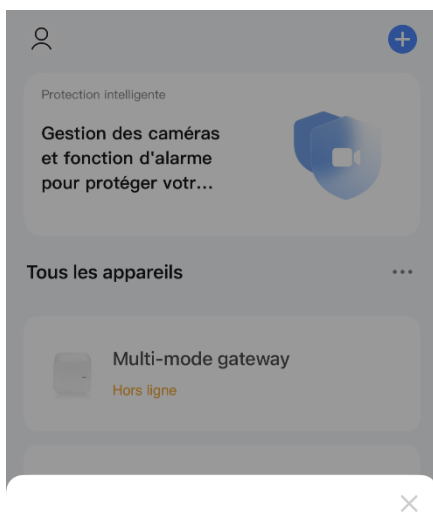 Protection intelligente
Gestion des caméras
et fonction d'alarme
pour protéger votr...
Tous les appareils
Multi-mode gateway
Hors ligne